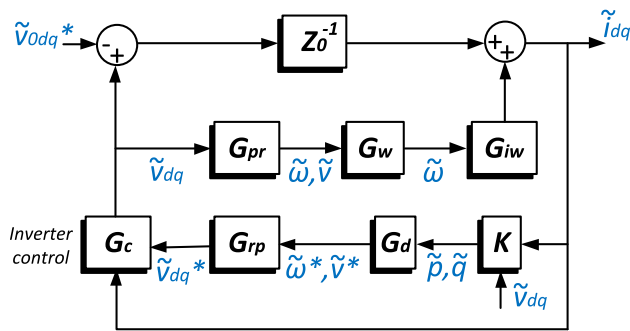 ṽ0dq*
-
+
Z0⁻¹
+
+
ĩdq
ṽdq
Gpr
ω̃,ṽ
Gw
ω̃
Giw
Inverter
control
Gc
ṽdq*
Grp
ω̃*,ṽ*
Gd
p̃,q̃
K
ṽdq